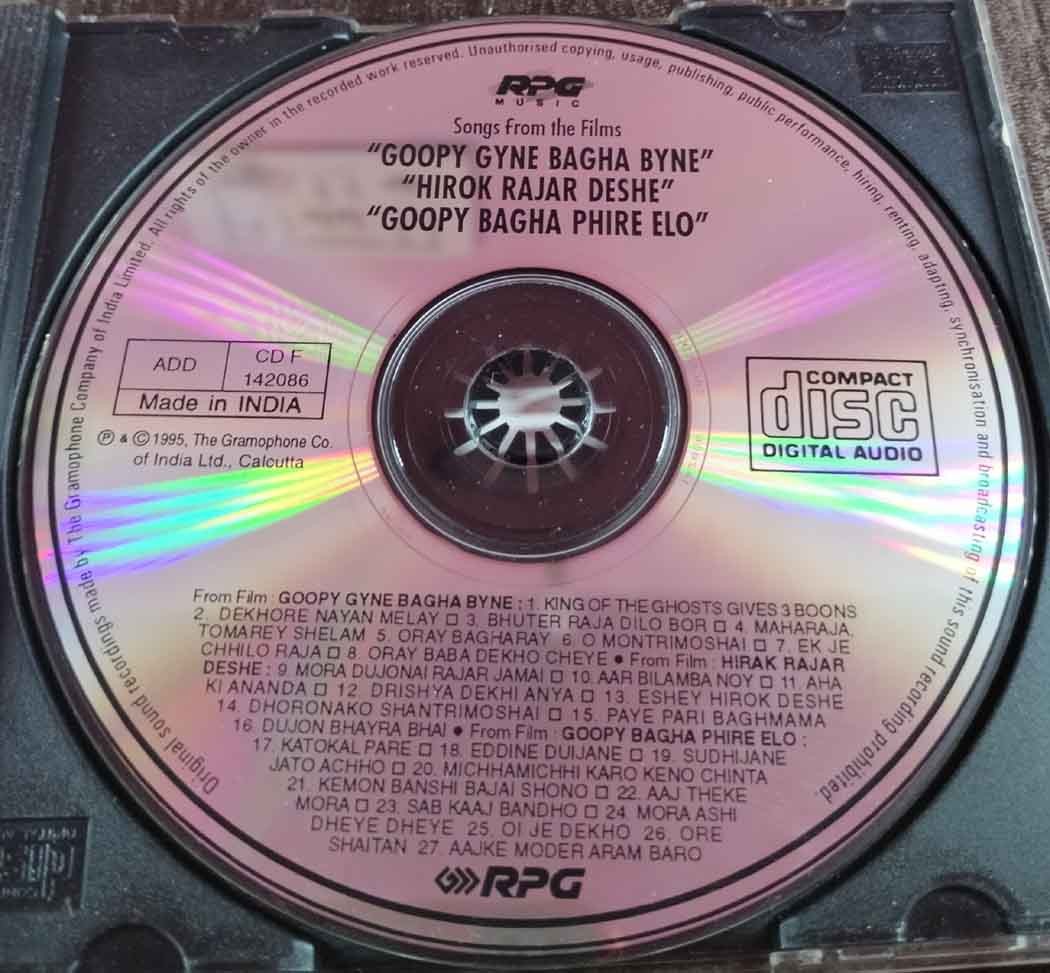 Original sound recordings made by The Gramophone Company of India Limited. All rights of the owner in the recorded work reserved. Unauthorised copying, usage, publishing, public performance, hiring, renting, adapting, synchronisation and broadcasting of this sound recording prohibited
RPG
MUSIC
Songs from the Films
"GOOPY GYNE BAGHA BYNE"
"HIROK RAJAR DESHE"
"GOOPY BAGHA PHIRE ELO"
ADD
CD F
142086
Made in INDIA
Ⓟ & © 1995, The Gramophone Co.
of India Ltd., Calcutta
COMPACT
disc
DIGITAL AUDIO
From Film : GOOPY GYNE BAGHA BYNE : 1. KING OF THE GHOSTS GIVES 3 BOONS
2. DEKHORE NAYAN MELAY □ 3. BHUTER RAJA DILO BOR □ 4. MAHARAJA,
TOMAREY SHELAM 5. ORAY BAGHARAY 6. O MONTRIMOSHAI □ 7. EK JE
CHHILO RAJA □ 8. ORAY BABA DEKHO CHEYE ● From Film : HIRAK RAJAR
DESHE : 9. MORA DUJONAI RAJAR JAMAI □ 10. AAR BILAMBA NOY □ 11. AHA
KI ANANDA □ 12. DRISHYA DEKHI ANYA □ 13. ESHEY HIROK DESHE
14. DHORONAKO SHANTRIMOSHAI □ 15. PAYE PARI BAGHMAMA
16. DUJON BHAYRA BHAI ● From Film : GOOPY BAGHA PHIRE ELO :
17. KATOKAL PARE □ 18. EDDINE DUIJANE □ 19. SUDHIJANE
JATO ACHHO □ 20. MICHHAMICHHI KARO KENO CHINTA
21. KEMON BANSHI BAJAI SHONO □ 22. AAJ THEKE
MORA □ 23. SAB KAAJ BANDHO □ 24. MORA ASHI
DHEYE DHEYE 25. OI JE DEKHO 26. ORE
SHAITAN 27. AAJKE MODER ARAM BARO
RPG